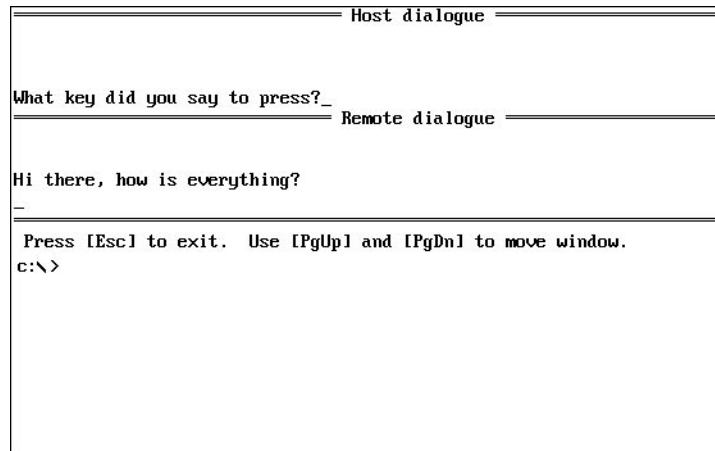 Host dialogue
What key did you say to press?_
Remote dialogue
Hi there, how is everything?
_
Press [Esc] to exit.  Use [PgUp] and [PgDn] to move window.
c:\>